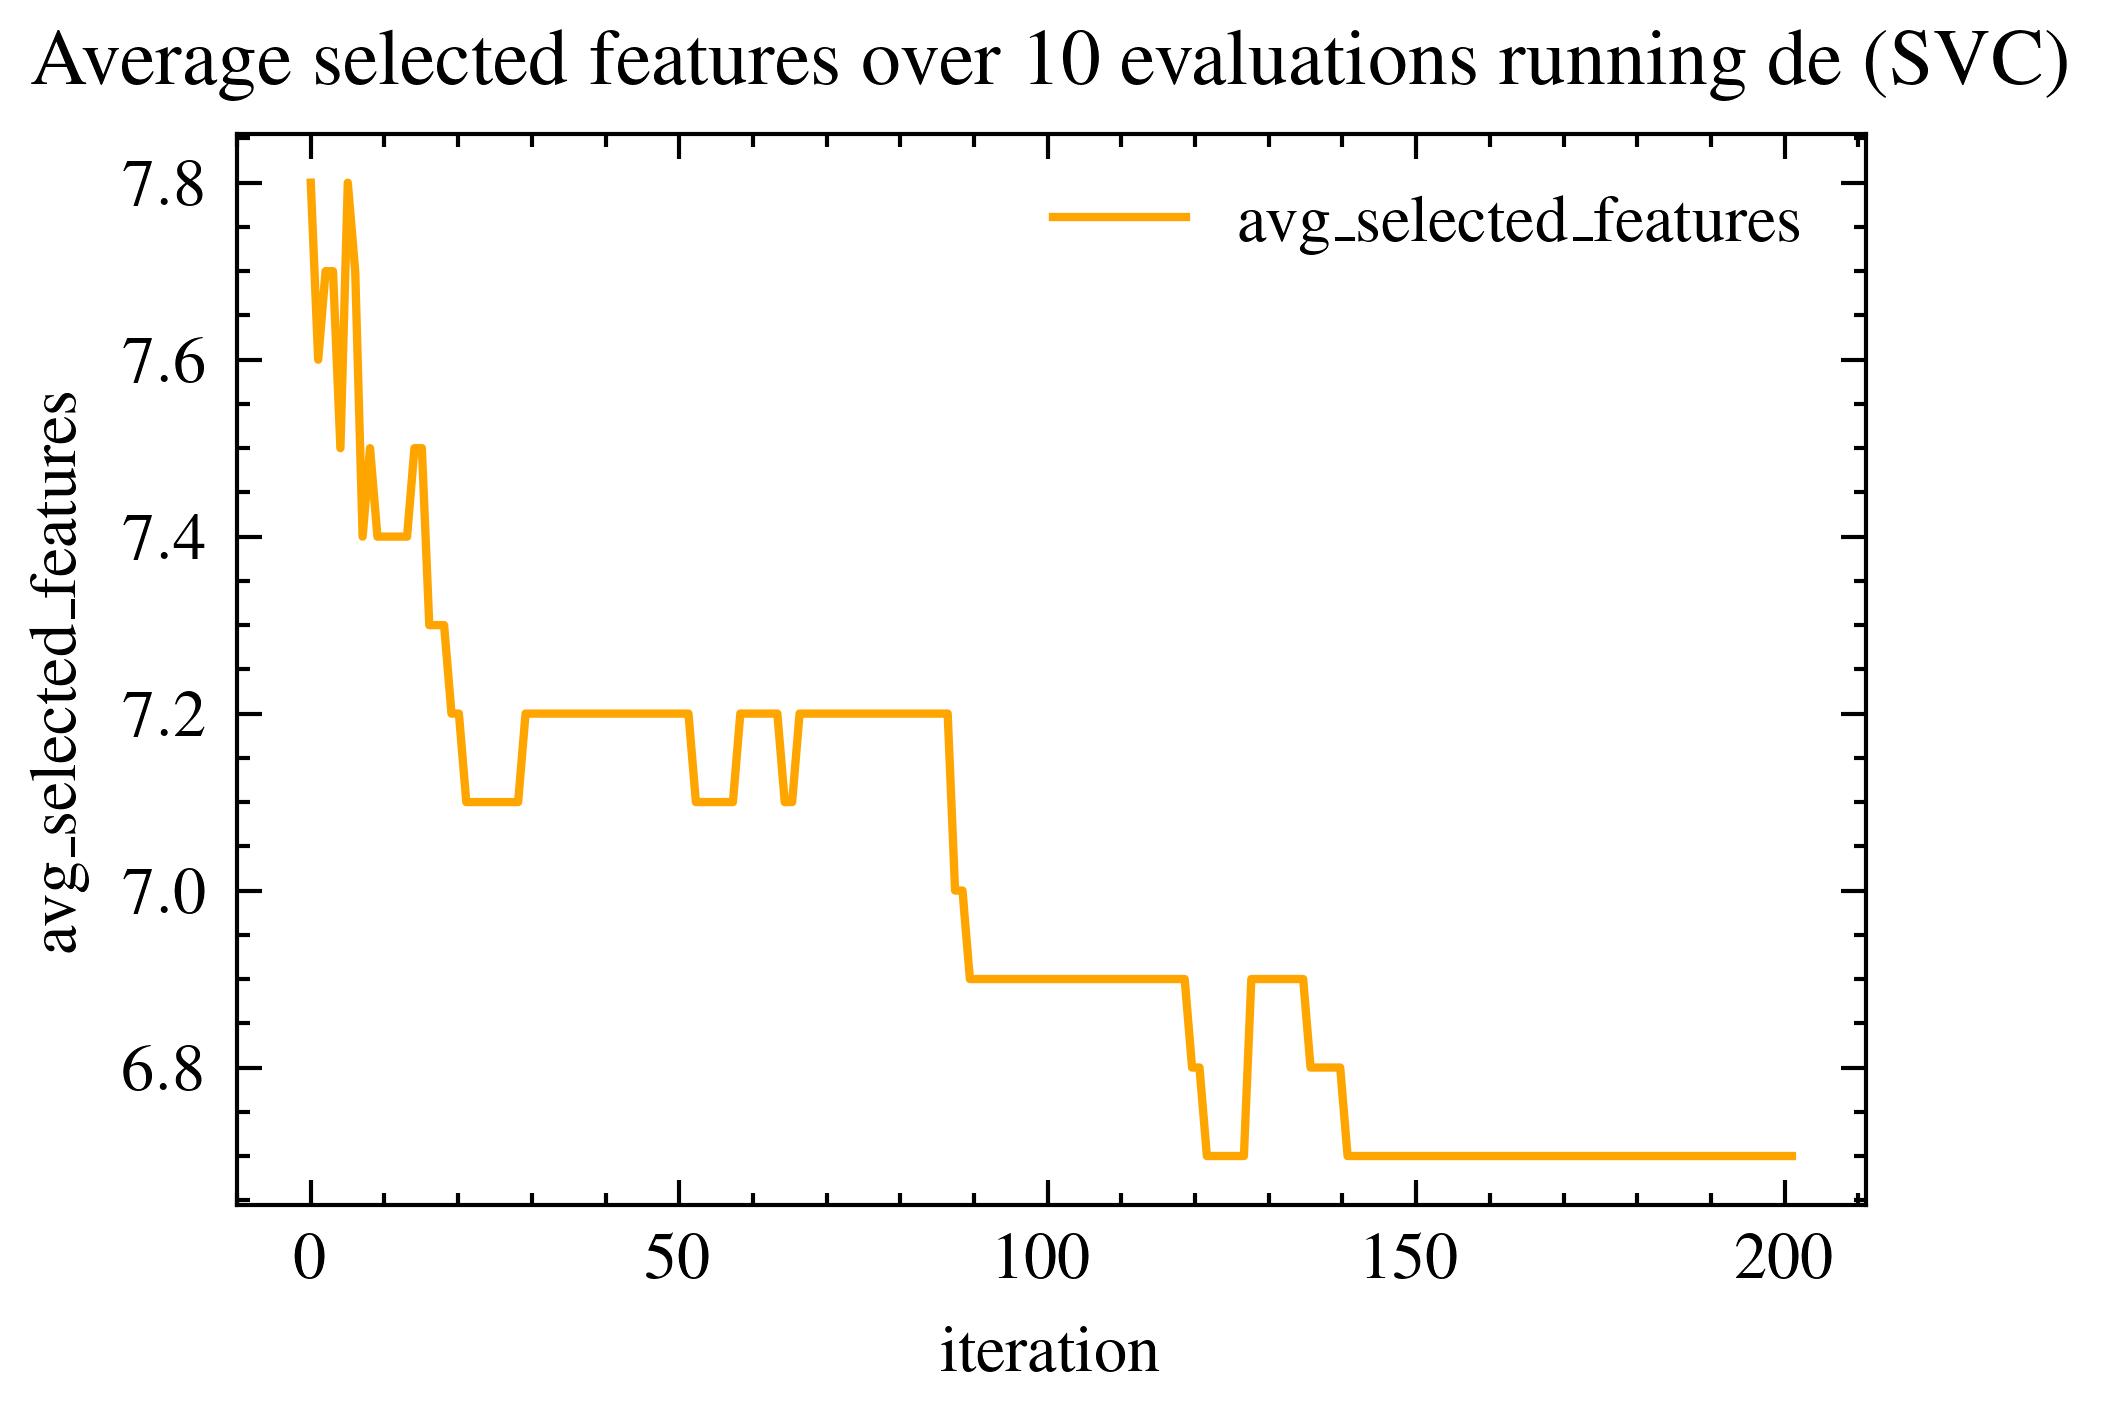 Average selected features over 10 evaluations running de (SVC)
avg_selected_features
7.8
7.6
7.4
7.2
7.0
6.8
avg_selected_features
0 50 100 150 200
iteration